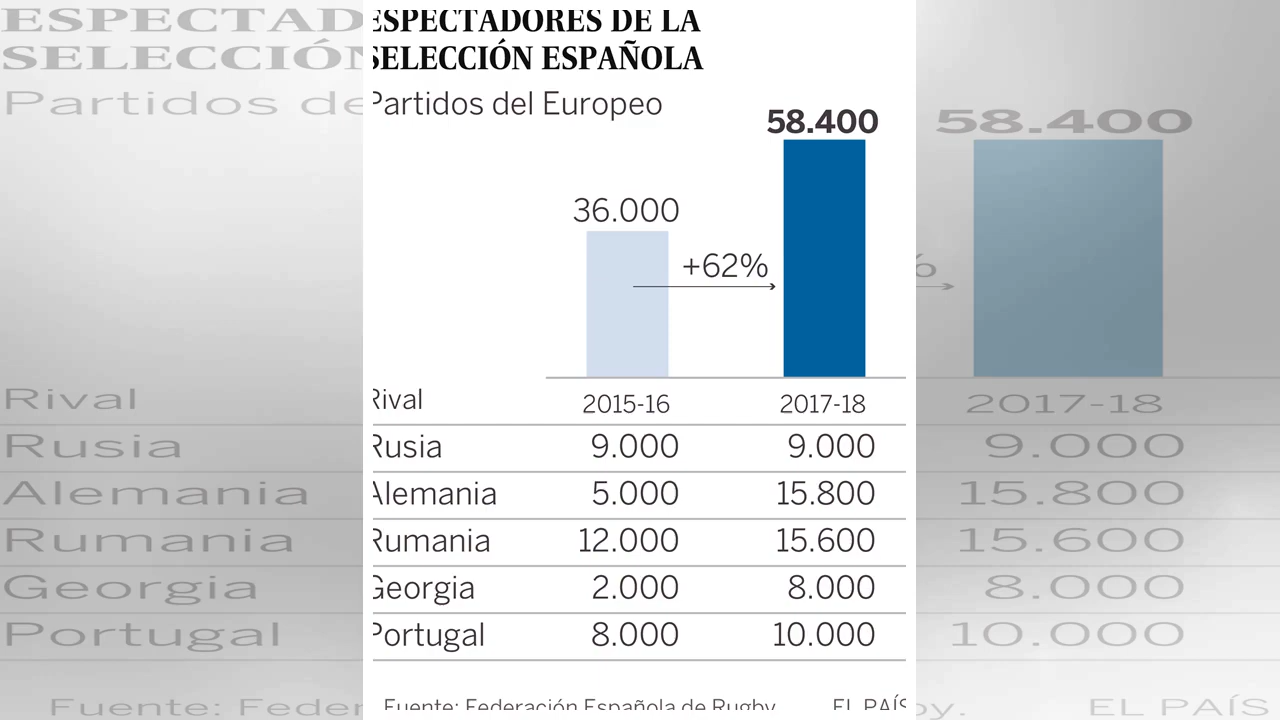 ESPECTADORES DE LA
SELECCIÓN ESPAÑOLA
Partidos del Europeo
58.400
36.000
+62%
Rival 2015-16 2017-18
Rusia 9.000 9.000
Alemania 5.000 15.800
Rumanía 12.000 15.600
Georgia 2.000 8.000
Portugal 8.000 10.000
Fuente: Federación Española de Rugby. EL PAÍS